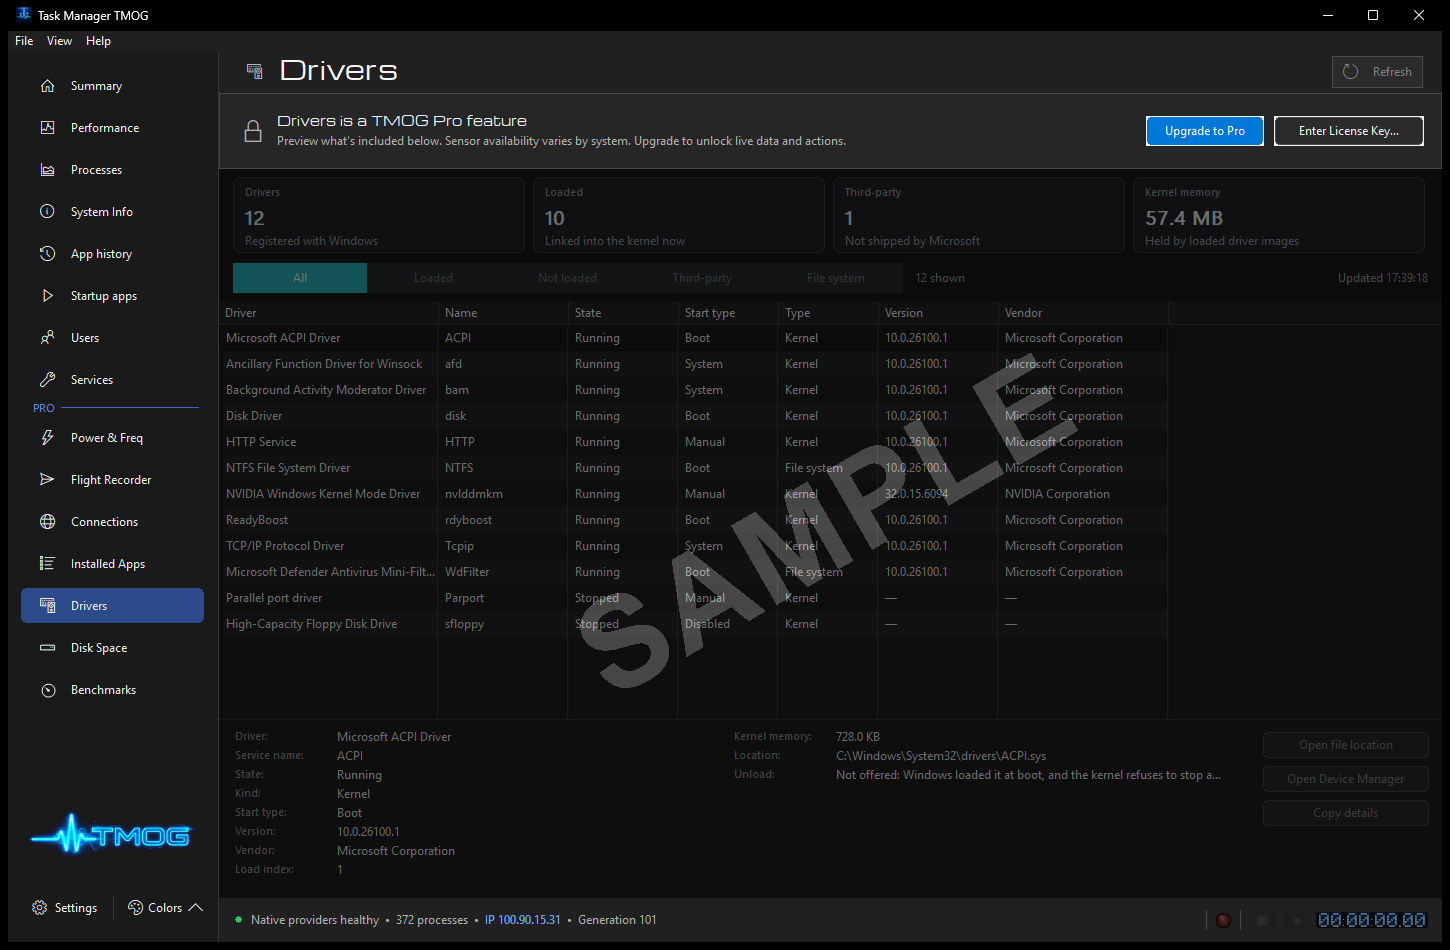 Task Manager TMOG
File View Help
Summary
Performance
Processes
System Info
App history
Startup apps
Users
Services
PRO
Power & Freq
Flight Recorder
Connections
Installed Apps
Drivers
Disk Space
Benchmarks
TMOG
Settings Colors
Drivers
Refresh
Drivers is a TMOG Pro feature
Preview what's included below. Sensor availability varies by system. Upgrade to unlock live data and actions.
Upgrade to Pro Enter License Key...
Drivers
12
Registered with Windows
Loaded
10
Linked into the kernel now
Third-party
1
Not shipped by Microsoft
Kernel memory
57.4 MB
Held by loaded driver images
All Loaded Not loaded Third-party File system 12 shown Updated 17:39:18
Driver Name State Start type Type Version Vendor
Microsoft ACPI Driver ACPI Running Boot Kernel 10.0.26100.1 Microsoft Corporation
Ancillary Function Driver for Winsock afd Running System Kernel 10.0.26100.1 Microsoft Corporation
Background Activity Moderator Driver bam Running System Kernel 10.0.26100.1 Microsoft Corporation
Disk Driver disk Running Boot Kernel 10.0.26100.1 Microsoft Corporation
HTTP Service HTTP Running Manual Kernel 10.0.26100.1 Microsoft Corporation
NTFS File System Driver NTFS Running Boot File system 10.0.26100.1 Microsoft Corporation
NVIDIA Windows Kernel Mode Driver nvlddmkm Running Manual Kernel 32.0.15.6094 NVIDIA Corporation
ReadyBoost rdyboost Running Boot Kernel 10.0.26100.1 Microsoft Corporation
TCP/IP Protocol Driver Tcpip Running System Kernel 10.0.26100.1 Microsoft Corporation
Microsoft Defender Antivirus Mini-Filt... WdFilter Running Boot File system 10.0.26100.1 Microsoft Corporation
Parallel port driver Parport Stopped Manual Kernel — —
High-Capacity Floppy Disk Drive sfloppy Stopped Disabled Kernel — —
SAMPLE
Driver: Microsoft ACPI Driver
Service name: ACPI
State: Running
Kind: Kernel
Start type: Boot
Version: 10.0.26100.1
Vendor: Microsoft Corporation
Load index: 1
Kernel memory: 728.0 KB
Location: C:\Windows\System32\drivers\ACPI.sys
Unload: Not offered: Windows loaded it at boot, and the kernel refuses to stop a...
Open file location
Open Device Manager
Copy details
Native providers healthy • 372 processes • IP 100.90.15.31 • Generation 101
00:00:00.00